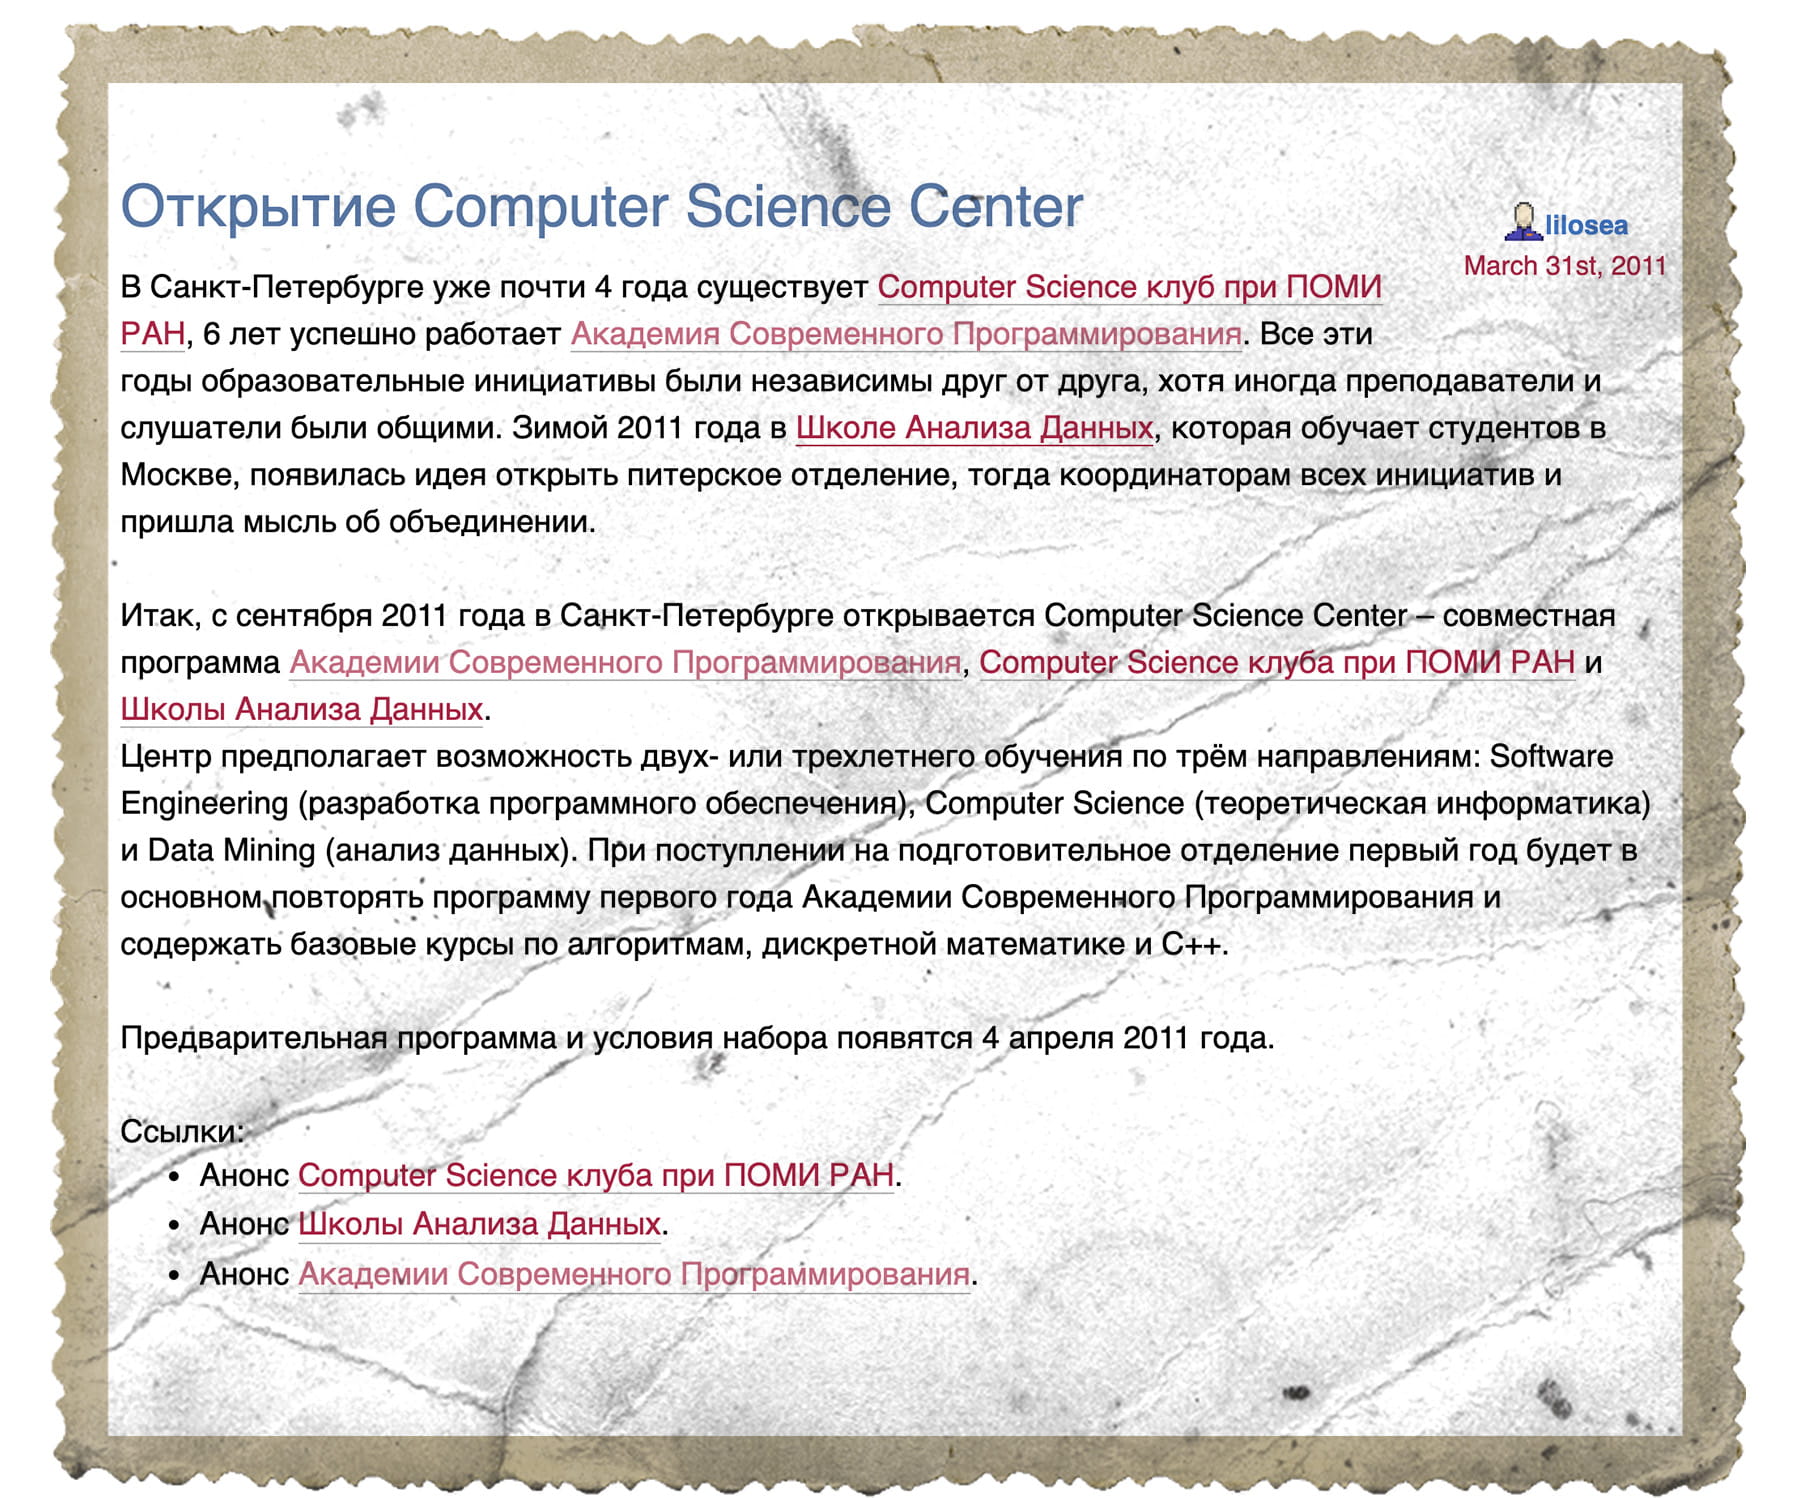 Открытие Computer Science Center
lilosea
March 31st, 2011
В Санкт-Петербурге уже почти 4 года существует Computer Science клуб при ПОМИ
РАН, 6 лет успешно работает Академия Современного Программирования. Все эти
годы образовательные инициативы были независимы друг от друга, хотя иногда преподаватели и
слушатели были общими. Зимой 2011 года в Школе Анализа Данных, которая обучает студентов в
Москве, появилась идея открыть питерское отделение, тогда координаторам всех инициатив и
пришла мысль об объединении.
Итак, с сентября 2011 года в Санкт-Петербурге открывается Computer Science Center – совместная
программа Академии Современного Программирования, Computer Science клуба при ПОМИ РАН и
Школы Анализа Данных.
Центр предполагает возможность двух- или трехлетнего обучения по трём направлениям: Software
Engineering (разработка программного обеспечения), Computer Science (теоретическая информатика)
и Data Mining (анализ данных). При поступлении на подготовительное отделение первый год будет в
основном повторять программу первого года Академии Современного Программирования и
содержать базовые курсы по алгоритмам, дискретной математике и C++.
Предварительная программа и условия набора появятся 4 апреля 2011 года.
Ссылки:
• Анонс Computer Science клуба при ПОМИ РАН.
• Анонс Школы Анализа Данных.
• Анонс Академии Современного Программирования.